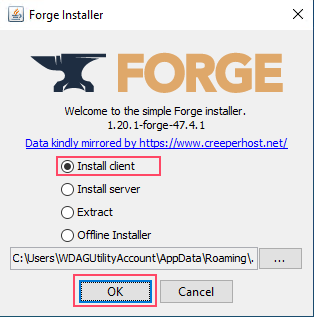 Forge Installer
FORGE
Welcome to the simple Forge installer.
1.20.1-forge-47.4.1
Data kindly mirrored by https://www.creeperhost.net/
Install client
Install server
Extract
Offline Installer
C:\Users\WDAGUtilityAccount\AppData\Roaming\.
...
OK
Cancel